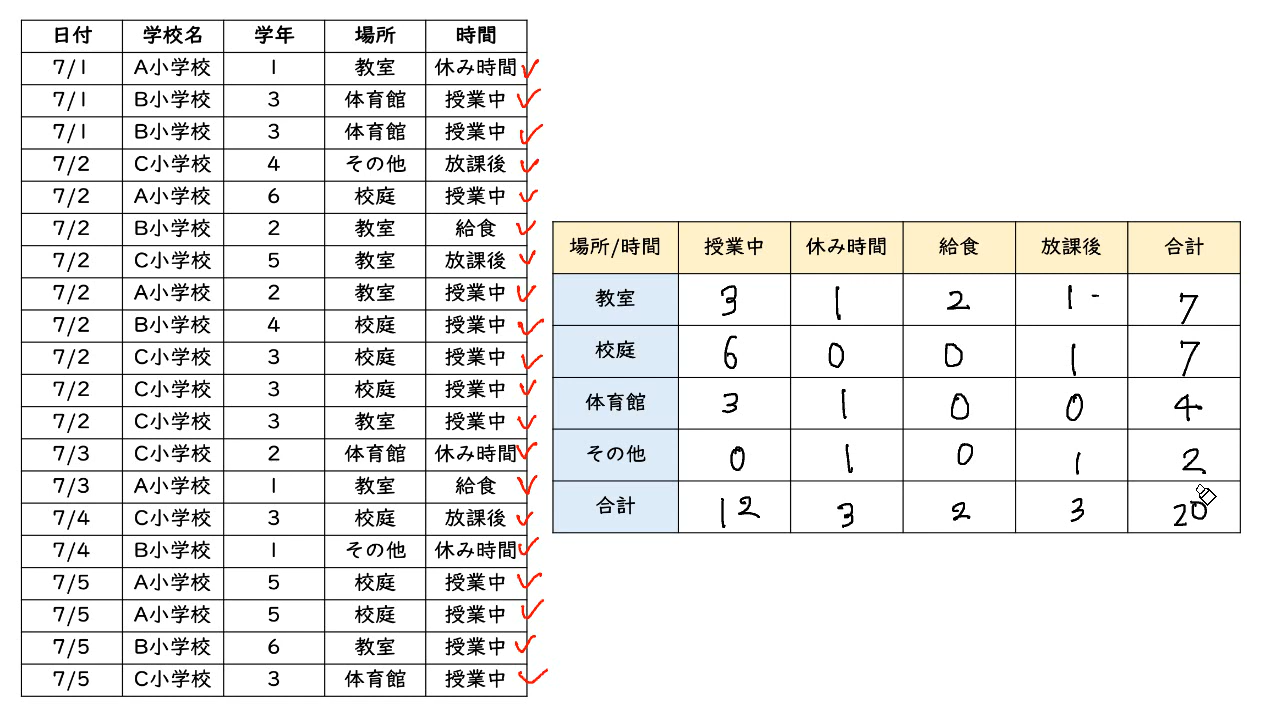 日付 学校名 学年 場所 時間
7/1 A小学校 1 教室 休み時間
7/1 B小学校 3 体育館 授業中
7/1 B小学校 3 体育館 授業中
7/2 C小学校 4 その他 放課後
7/2 A小学校 6 校庭 授業中
7/2 B小学校 2 教室 給食
7/2 C小学校 5 教室 放課後
7/2 A小学校 2 教室 授業中
7/2 B小学校 4 校庭 授業中
7/2 C小学校 3 校庭 授業中
7/2 C小学校 3 校庭 授業中
7/2 C小学校 3 教室 授業中
7/3 C小学校 2 体育館 休み時間
7/3 A小学校 1 教室 給食
7/4 C小学校 3 校庭 放課後
7/4 B小学校 1 その他 休み時間
7/5 A小学校 5 校庭 授業中
7/5 A小学校 5 校庭 授業中
7/5 B小学校 6 教室 授業中
7/5 C小学校 3 体育館 授業中
場所/時間 授業中 休み時間 給食 放課後 合計
教室 3 1 2 1 - 7
校庭 6 0 0 1 7
体育館 3 1 0 0 4
その他 0 1 0 1 2
合計 12 3 2 3 20